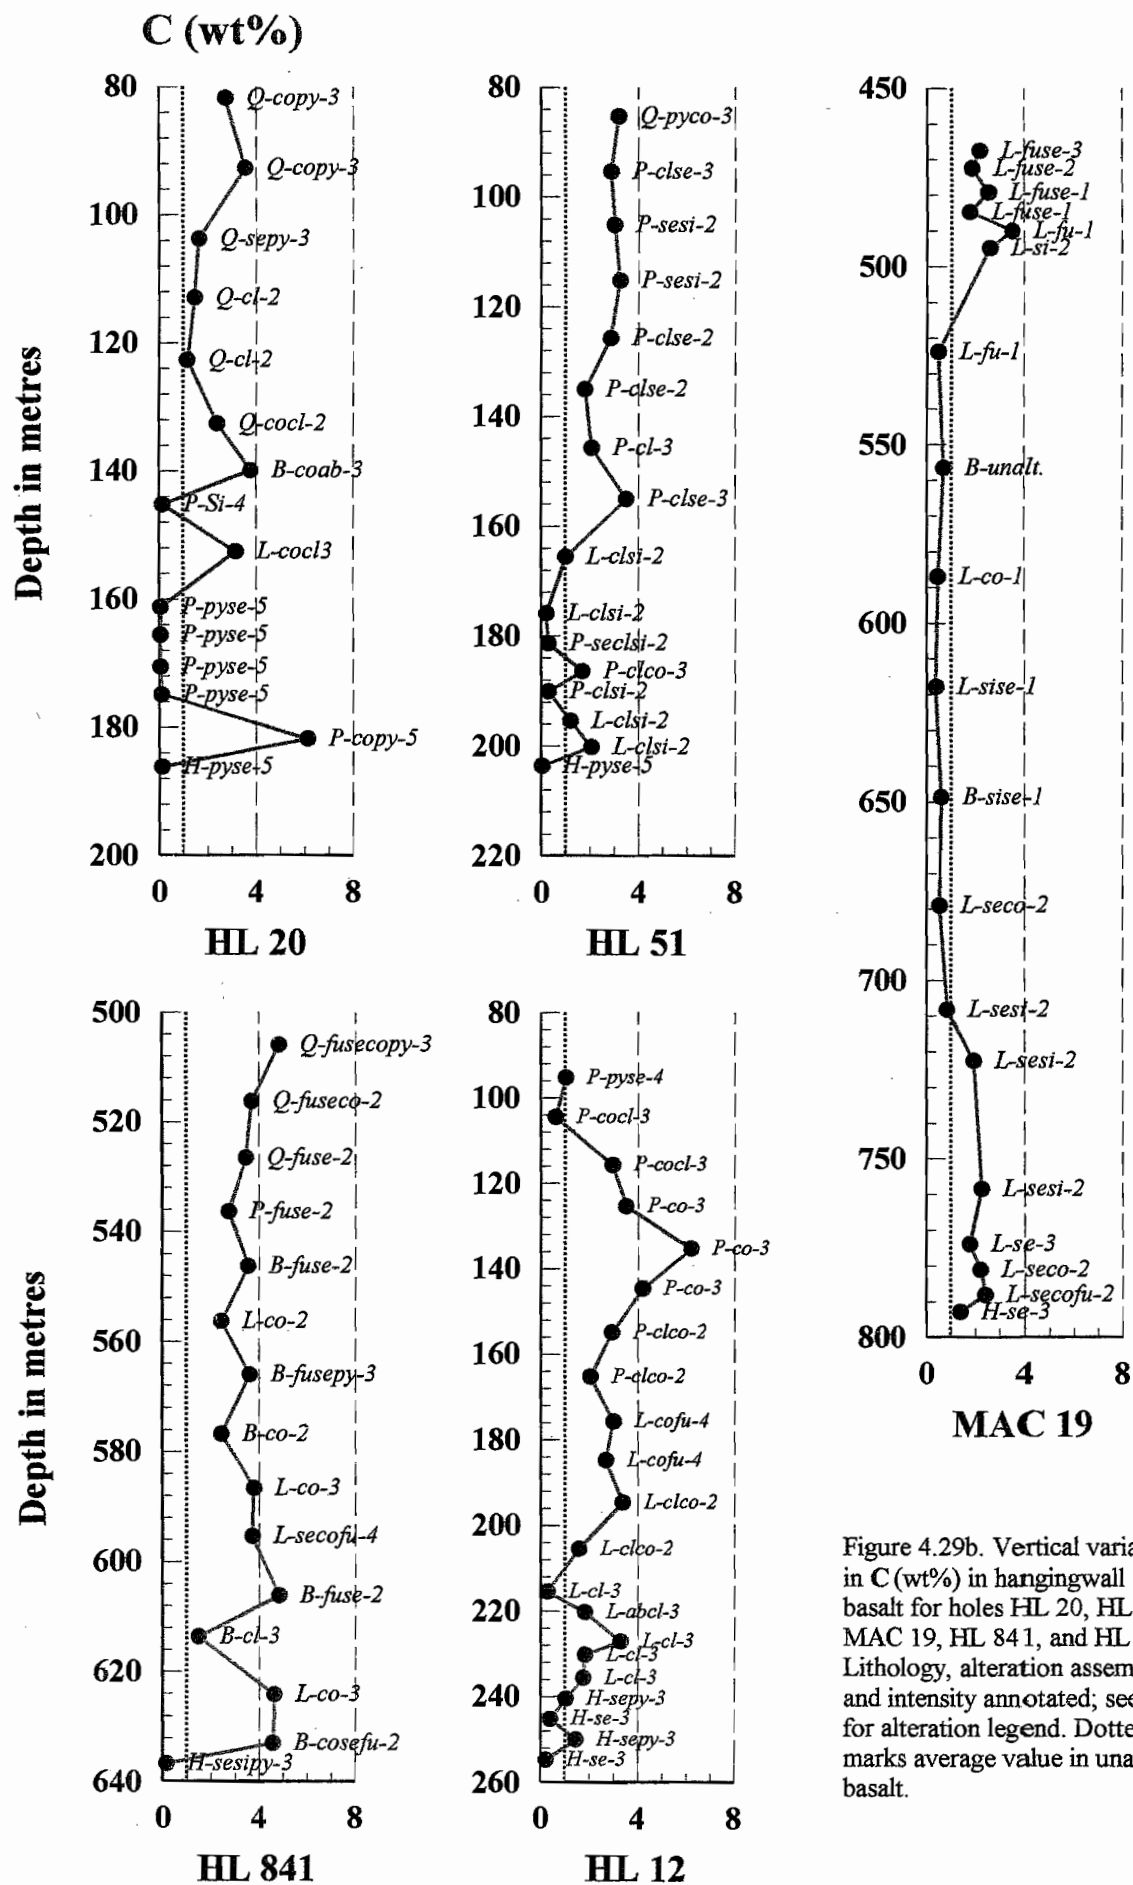 C (wt%)
Depth in metres
80
100
120
140
160
180
200
Q-copy-3
Q-copy-3
Q-sepy-3
Q-cl-2
Q-cl-2
Q-cocl-2
B-coab-3
P-Si-4
L-cocl3
P-pyse-5
P-pyse-5
P-pyse-5
P-pyse-5
P-copy-5
H-pyse-5
0 4 8
HL 20
80
100
120
140
160
180
200
220
Q-pyco-3
P-clse-3
P-sesi-2
P-sesi-2
P-clse-2
P-clse-2
P-cl-3
P-clse-3
L-clsi-2
L-clsi-2
P-seclsi-2
P-clco-3
P-clsi-2
L-clsi-2
L-clsi-2
H-pyse-5
0 4 8
HL 51
450
500
550
600
650
700
750
800
L-fuse-3
L-fuse-2
L-fuse-1
L-fuse-1
L-fu-1
L-si-2
L-fu-1
B-unalt.
L-co-1
L-sise-1
B-sise-1
L-seco-2
L-sesi-2
L-sesi-2
L-sesi-2
L-se-3
L-seco-2
L-secofu-2
H-se-3
0 4 8
MAC 19
Depth in metres
500
520
540
560
580
600
620
640
Q-fusecopy-3
Q-fuseco-2
Q-fuse-2
P-fuse-2
B-fuse-2
L-co-2
B-fusepy-3
B-co-2
L-co-3
L-secofu-4
B-fuse-2
B-cl-3
L-co-3
B-cosefu-2
H-sesipy-3
0 4 8
HL 841
80
100
120
140
160
180
200
220
240
260
P-pyse-4
P-cocl-3
P-cocl-3
P-co-3
P-co-3
P-co-3
P-clco-2
P-clco-2
L-cofu-4
L-cofu-4
L-clco-2
L-clco-2
L-cl-3
L-abcl-3
L-cl-3
L-cl-3
L-cl-3
H-sepy-3
H-se-3
H-sepy-3
H-se-3
0 4 8
HL 12
Figure 4.29b. Vertical varia
in C (wt%) in hangingwall
basalt for holes HL 20, HL
MAC 19, HL 841, and HL
Lithology, alteration assem
and intensity annotated; see
for alteration legend. Dotte
marks average value in una
basalt.